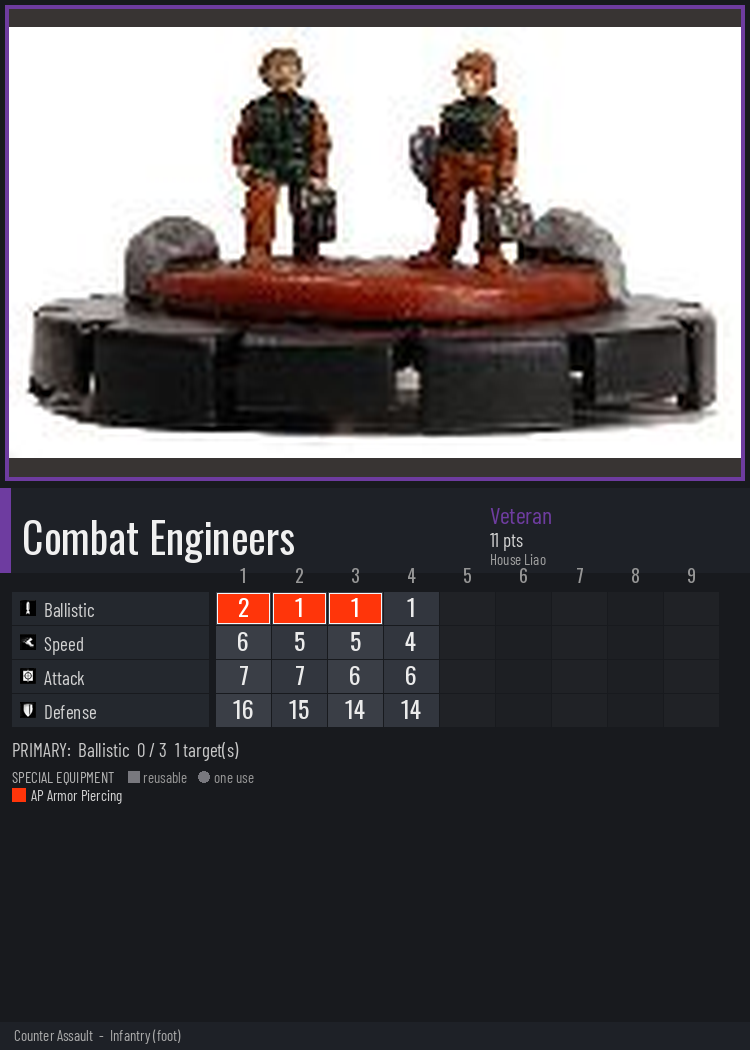 Combat Engineers
Veteran
11 pts
House Liao
1 2 3 4 5 6 7 8 9
Ballistic 2 1 1 1
Speed 6 5 5 4
Attack 7 7 6 6
Defense 16 15 14 14
PRIMARY: Ballistic 0 / 3 1 target(s)
SPECIAL EQUIPMENT reusable one use
AP Armor Piercing
Counter Assault - Infantry (foot)